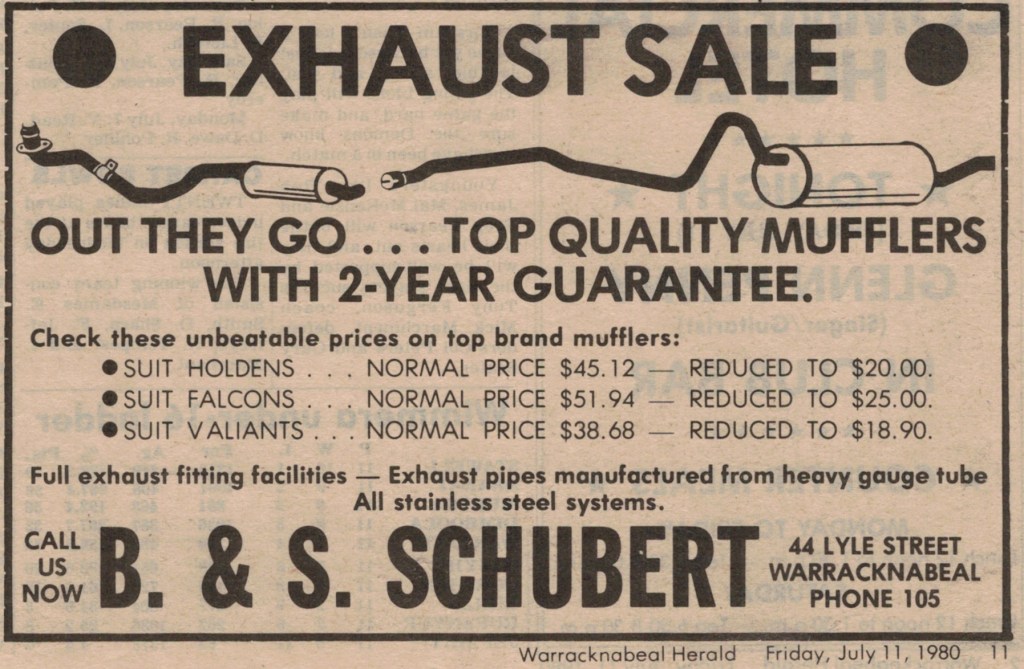 EXHAUST SALE
OUT THEY GO . . . TOP QUALITY MUFFLERS
WITH 2-YEAR GUARANTEE.
Check these unbeatable prices on top brand mufflers:
● SUIT HOLDENS . . . NORMAL PRICE $45.12 — REDUCED TO $20.00.
● SUIT FALCONS . . . NORMAL PRICE $51.94 — REDUCED TO $25.00.
● SUIT VALIANTS . . . NORMAL PRICE $38.68 — REDUCED TO $18.90.
Full exhaust fitting facilities — Exhaust pipes manufactured from heavy gauge tube
All stainless steel systems.
CALL
US
NOW
B. & S. SCHUBERT
44 LYLE STREET
WARRACKNABEAL
PHONE 105
Warracknabeal Herald Friday, July 11, 1980 11